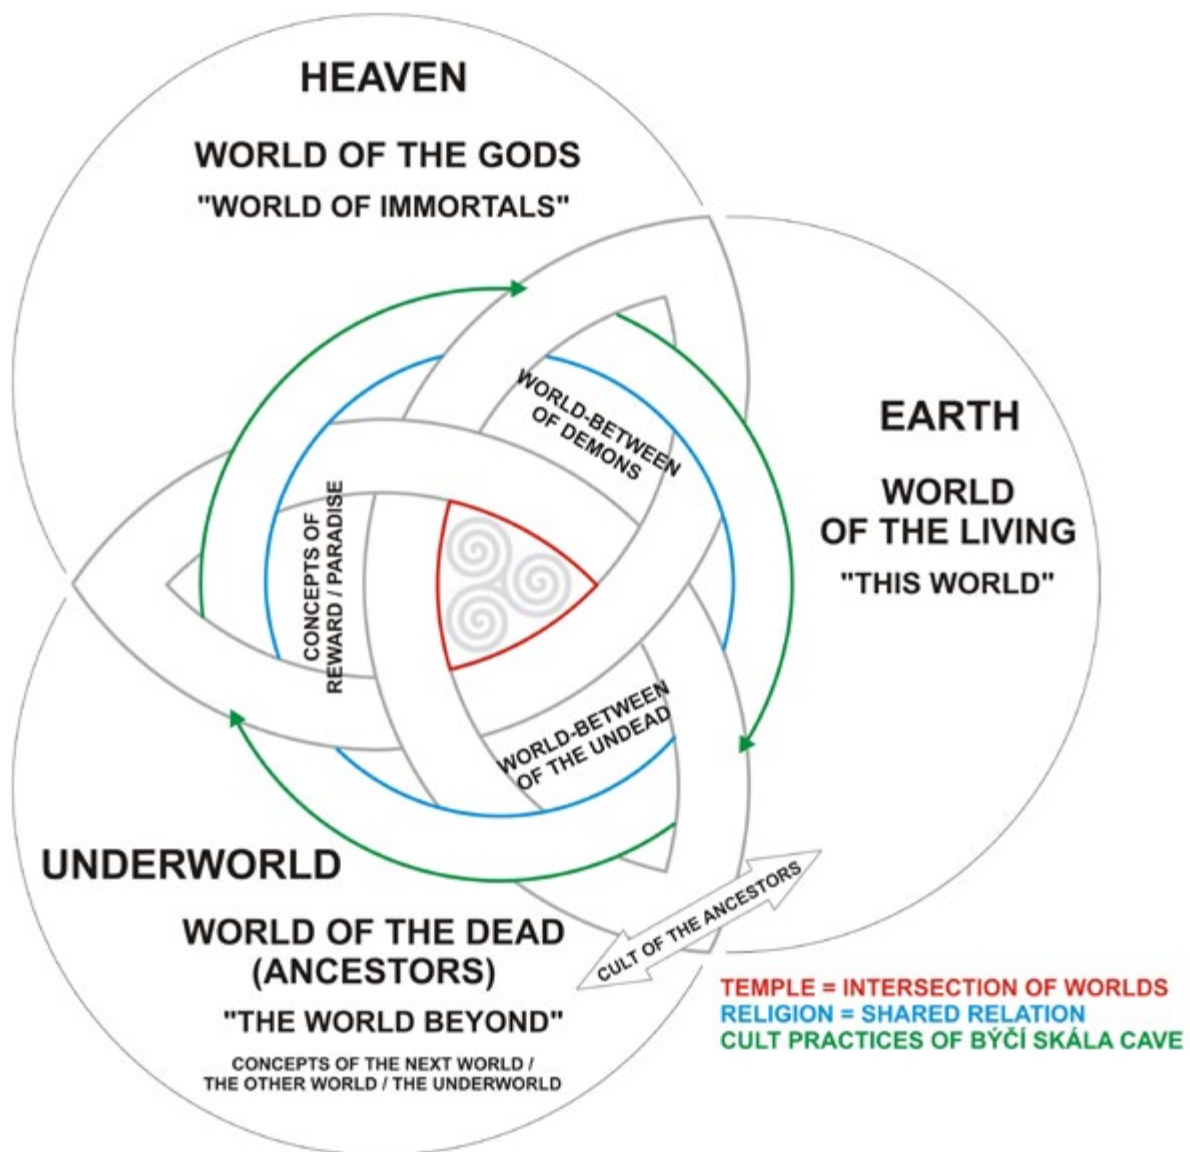 HEAVEN
WORLD OF THE GODS
"WORLD OF IMMORTALS"
WORLD-BETWEEN
OF DEMONS
EARTH
WORLD
OF THE LIVING
"THIS WORLD"
CONCEPTS OF
REWARD / PARADISE
WORLD-BETWEEN
OF THE UNDEAD
UNDERWORLD
WORLD OF THE DEAD
(ANCESTORS)
"THE WORLD BEYOND"
CONCEPTS OF THE NEXT WORLD /
THE OTHER WORLD / THE UNDERWORLD
CULT OF THE ANCESTORS
TEMPLE = INTERSECTION OF WORLDS
RELIGION = SHARED RELATION
CULT PRACTICES OF BÝČÍ SKÁLA CAVE